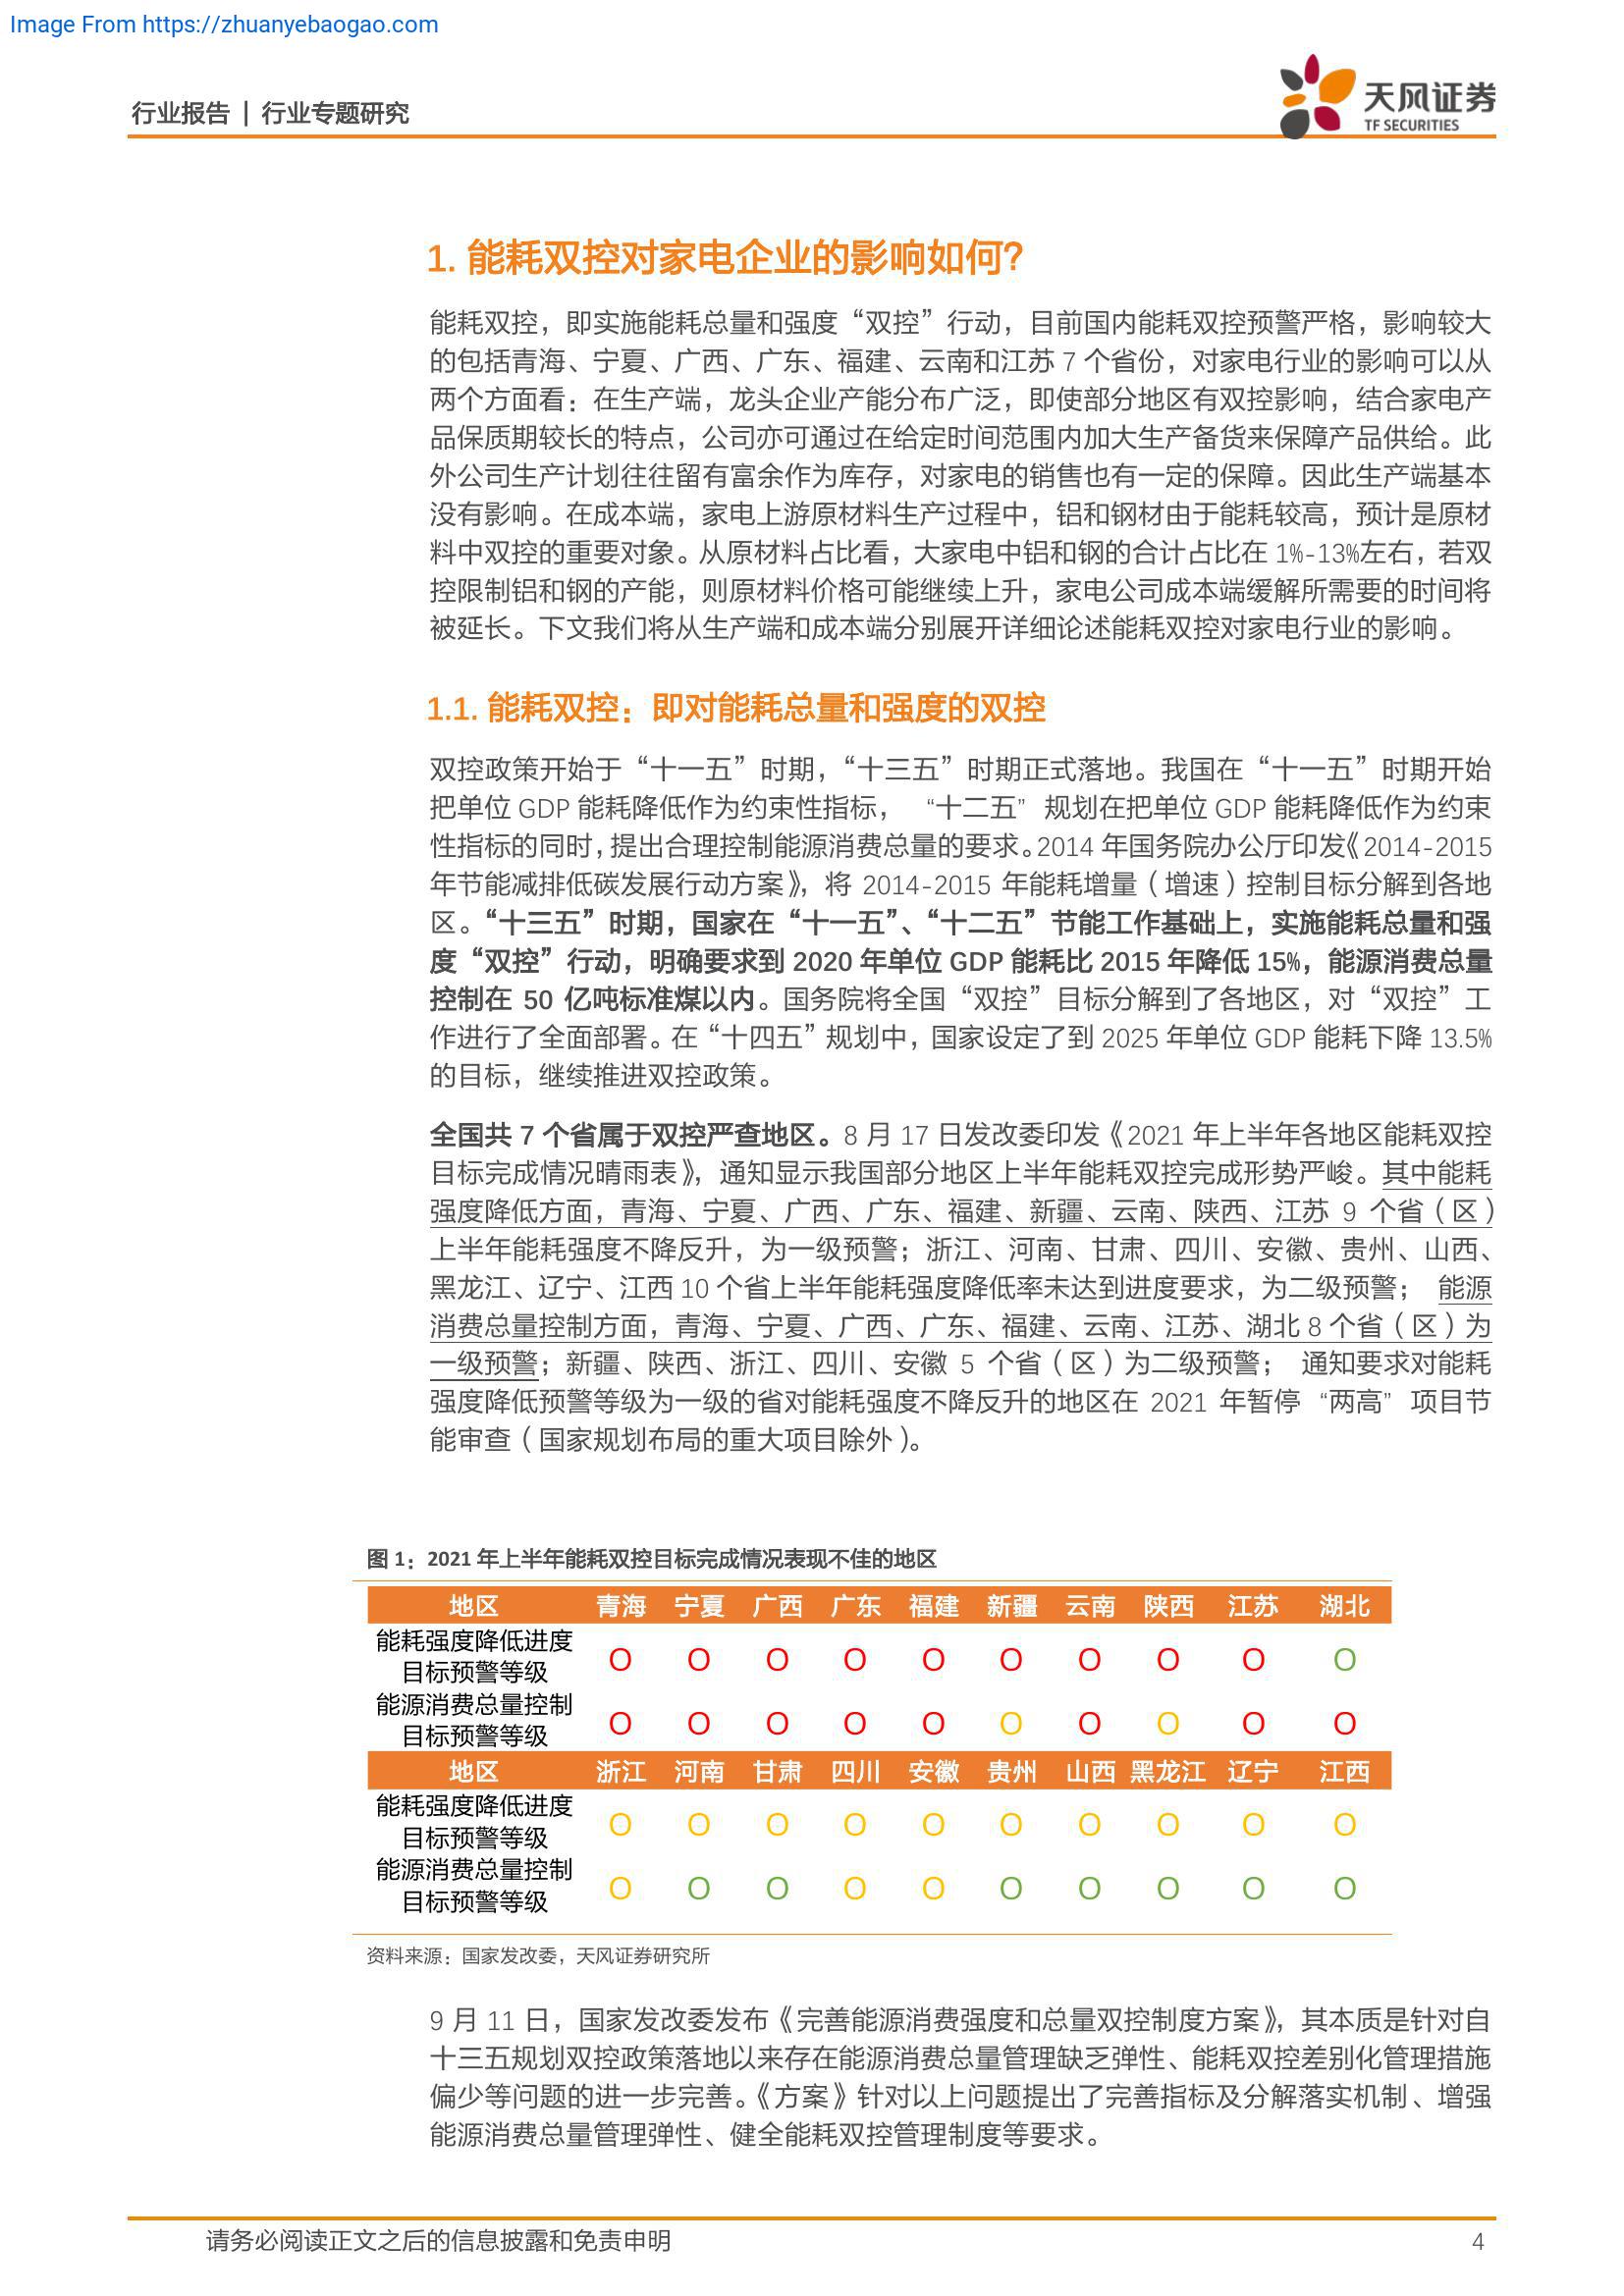 Image From https://zhuanyebaogao.com
行业报告 | 行业专题研究
天风证券
TF SECURITIES
1. 能耗双控对家电企业的影响如何？
能耗双控，即实施能耗总量和强度“双控”行动，目前国内能耗双控预警严格，影响较大
的包括青海、宁夏、广西、广东、福建、云南和江苏 7 个省份，对家电行业的影响可以从
两个方面看：在生产端，龙头企业产能分布广泛，即使部分地区有双控影响，结合家电产
品保质期较长的特点，公司亦可通过在给定时间范围内加大生产备货来保障产品供给。此
外公司生产计划往往留有富余作为库存，对家电的销售也有一定的保障。因此生产端基本
没有影响。在成本端，家电上游原材料生产过程中，铝和钢材由于能耗较高，预计是原材
料中双控的重要对象。从原材料占比看，大家电中铝和钢的合计占比在 1%-13%左右，若双
控限制铝和钢的产能，则原材料价格可能继续上升，家电公司成本端缓解所需要的时间将
被延长。下文我们将从生产端和成本端分别展开详细论述能耗双控对家电行业的影响。
1.1. 能耗双控：即对能耗总量和强度的双控
双控政策开始于“十一五”时期，“十三五”时期正式落地。我国在“十一五”时期开始
把单位 GDP 能耗降低作为约束性指标， “十二五”规划在把单位 GDP 能耗降低作为约束
性指标的同时，提出合理控制能源消费总量的要求。2014 年国务院办公厅印发《2014-2015
年节能减排低碳发展行动方案》，将 2014-2015 年能耗增量（增速）控制目标分解到各地
区。“十三五”时期，国家在“十一五”、“十二五”节能工作基础上，实施能耗总量和强
度“双控”行动，明确要求到 2020 年单位 GDP 能耗比 2015 年降低 15%，能源消费总量
控制在 50 亿吨标准煤以内。国务院将全国“双控”目标分解到了各地区，对“双控”工
作进行了全面部署。在“十四五”规划中，国家设定了到 2025 年单位 GDP 能耗下降 13.5%
的目标，继续推进双控政策。
全国共 7 个省属于双控严查地区。8 月 17 日发改委印发《2021 年上半年各地区能耗双控
目标完成情况晴雨表》，通知显示我国部分地区上半年能耗双控完成形势严峻。其中能耗
强度降低方面，青海、宁夏、广西、广东、福建、新疆、云南、陕西、江苏 9 个省（区）
上半年能耗强度不降反升，为一级预警；浙江、河南、甘肃、四川、安徽、贵州、山西、
黑龙江、辽宁、江西 10 个省上半年能耗强度降低率未达到进度要求，为二级预警； 能源
消费总量控制方面，青海、宁夏、广西、广东、福建、云南、江苏、湖北 8 个省（区）为
一级预警；新疆、陕西、浙江、四川、安徽 5 个省（区）为二级预警； 通知要求对能耗
强度降低预警等级为一级的省对能耗强度不降反升的地区在 2021 年暂停“两高”项目节
能审查（国家规划布局的重大项目除外）。
图 1：2021 年上半年能耗双控目标完成情况表现不佳的地区
地区 青海 宁夏 广西 广东 福建 新疆 云南 陕西 江苏 湖北
能耗强度降低进度
目标预警等级 O O O O O O O O O O
能源消费总量控制
目标预警等级 O O O O O O O O O O
地区 浙江 河南 甘肃 四川 安徽 贵州 山西 黑龙江 辽宁 江西
能耗强度降低进度
目标预警等级 O O O O O O O O O O
能源消费总量控制
目标预警等级 O O O O O O O O O O
资料来源：国家发改委，天风证券研究所
9 月 11 日，国家发改委发布《完善能源消费强度和总量双控制度方案》，其本质是针对自
十三五规划双控政策落地以来存在能源消费总量管理缺乏弹性、能耗双控差别化管理措施
偏少等问题的进一步完善。《方案》针对以上问题提出了完善指标及分解落实机制、增强
能源消费总量管理弹性、健全能耗双控管理制度等要求。
请务必阅读正文之后的信息披露和免责申明 4